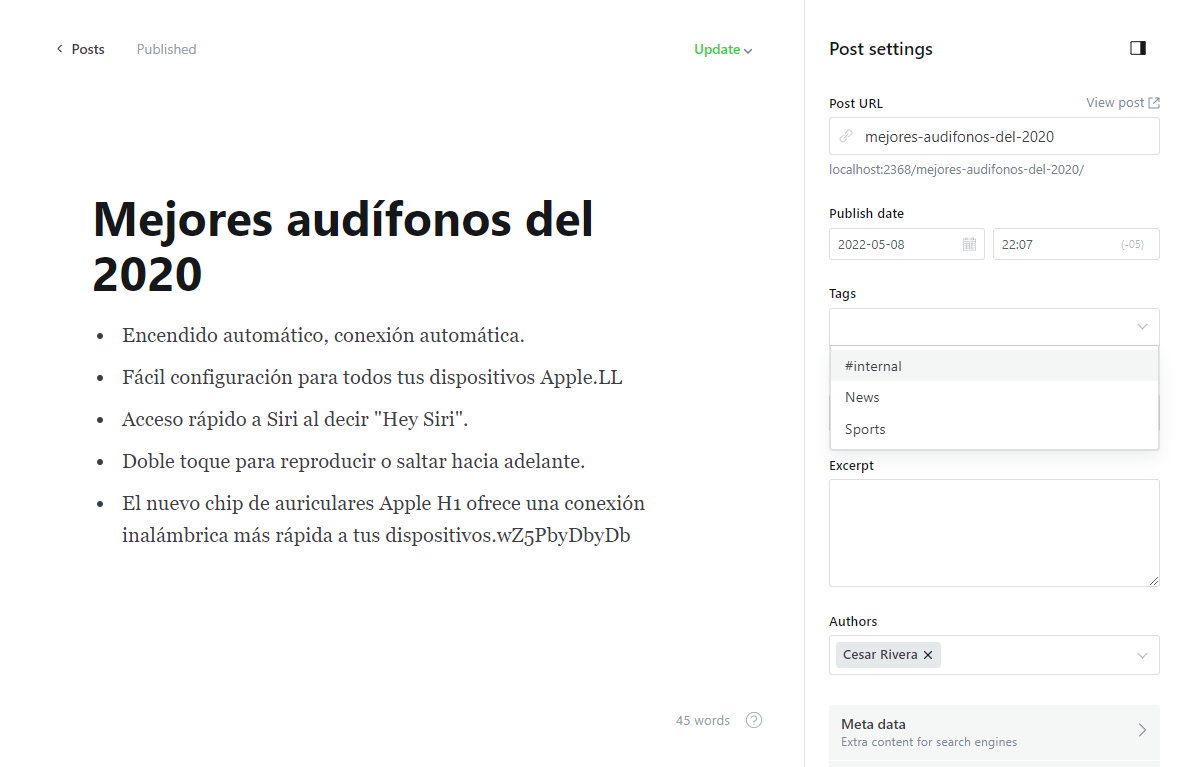 Posts
Published
Update
Mejores audífonos del
2020
Encendido automático, conexión automática.
Fácil configuración para todos tus dispositivos Apple.LL
Acceso rápido a Siri al decir "Hey Siri".
Doble toque para reproducir o saltar hacia adelante.
El nuevo chip de auriculares Apple H1 ofrece una conexión
inalámbrica más rápida a tus dispositivos.wZ5PbyDbyDb
45 words
?
Post settings
Post URL
View post
mejores-audifonos-del-2020
localhost:2368/mejores-audifonos-del-2020/
Publish date
2022-05-08
22:07
(-05)
Tags
#internal
News
Sports
Excerpt
Authors
Cesar Rivera
Meta data
Extra content for search engines